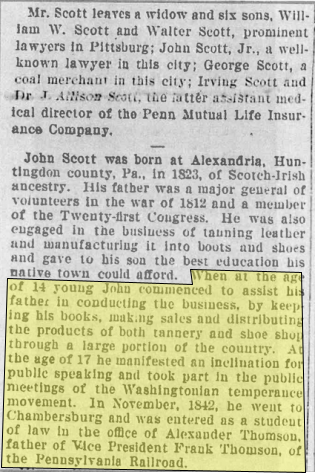 Mr. Scott leaves a widow and six sons, Wil-
liam W. Scott and Walter Scott, prominent
lawyers in Pittsburg; John Scott, Jr., a well-
known lawyer in this city; George Scott, a
coal merchant in this city; Irving Scott and
Dr. J. Allison Scott, the latter assistant med-
ical director of the Penn Mutual Life Insur-
ance Company.
John Scott was born at Alexandria, Hun-
tingdon county, Pa., in 1823, of Scotch-Irish
ancestry. His father was a major general of
volunteers in the war of 1812 and a member
of the Twenty-first Congress. He was also
engaged in the business of tanning leather
and manufacturing it into boots and shoes
and gave to his son the best education his
native town could afford. When at the age
of 14 young John commenced to assist his
father in conducting the business, by keep-
ing his books, making sales and distributing
the products of both tannery and shoe shop
through a large portion of the country. At
the age of 17 he manifested an inclination for
public speaking and took part in the public
meetings of the Washingtonian temperance
movement. In November, 1842, he went to
Chambersburg and was entered as a student
of law in the office of Alexander Thomson,
father of Vice President Frank Thomson, of
the Pennsylvania Railroad.